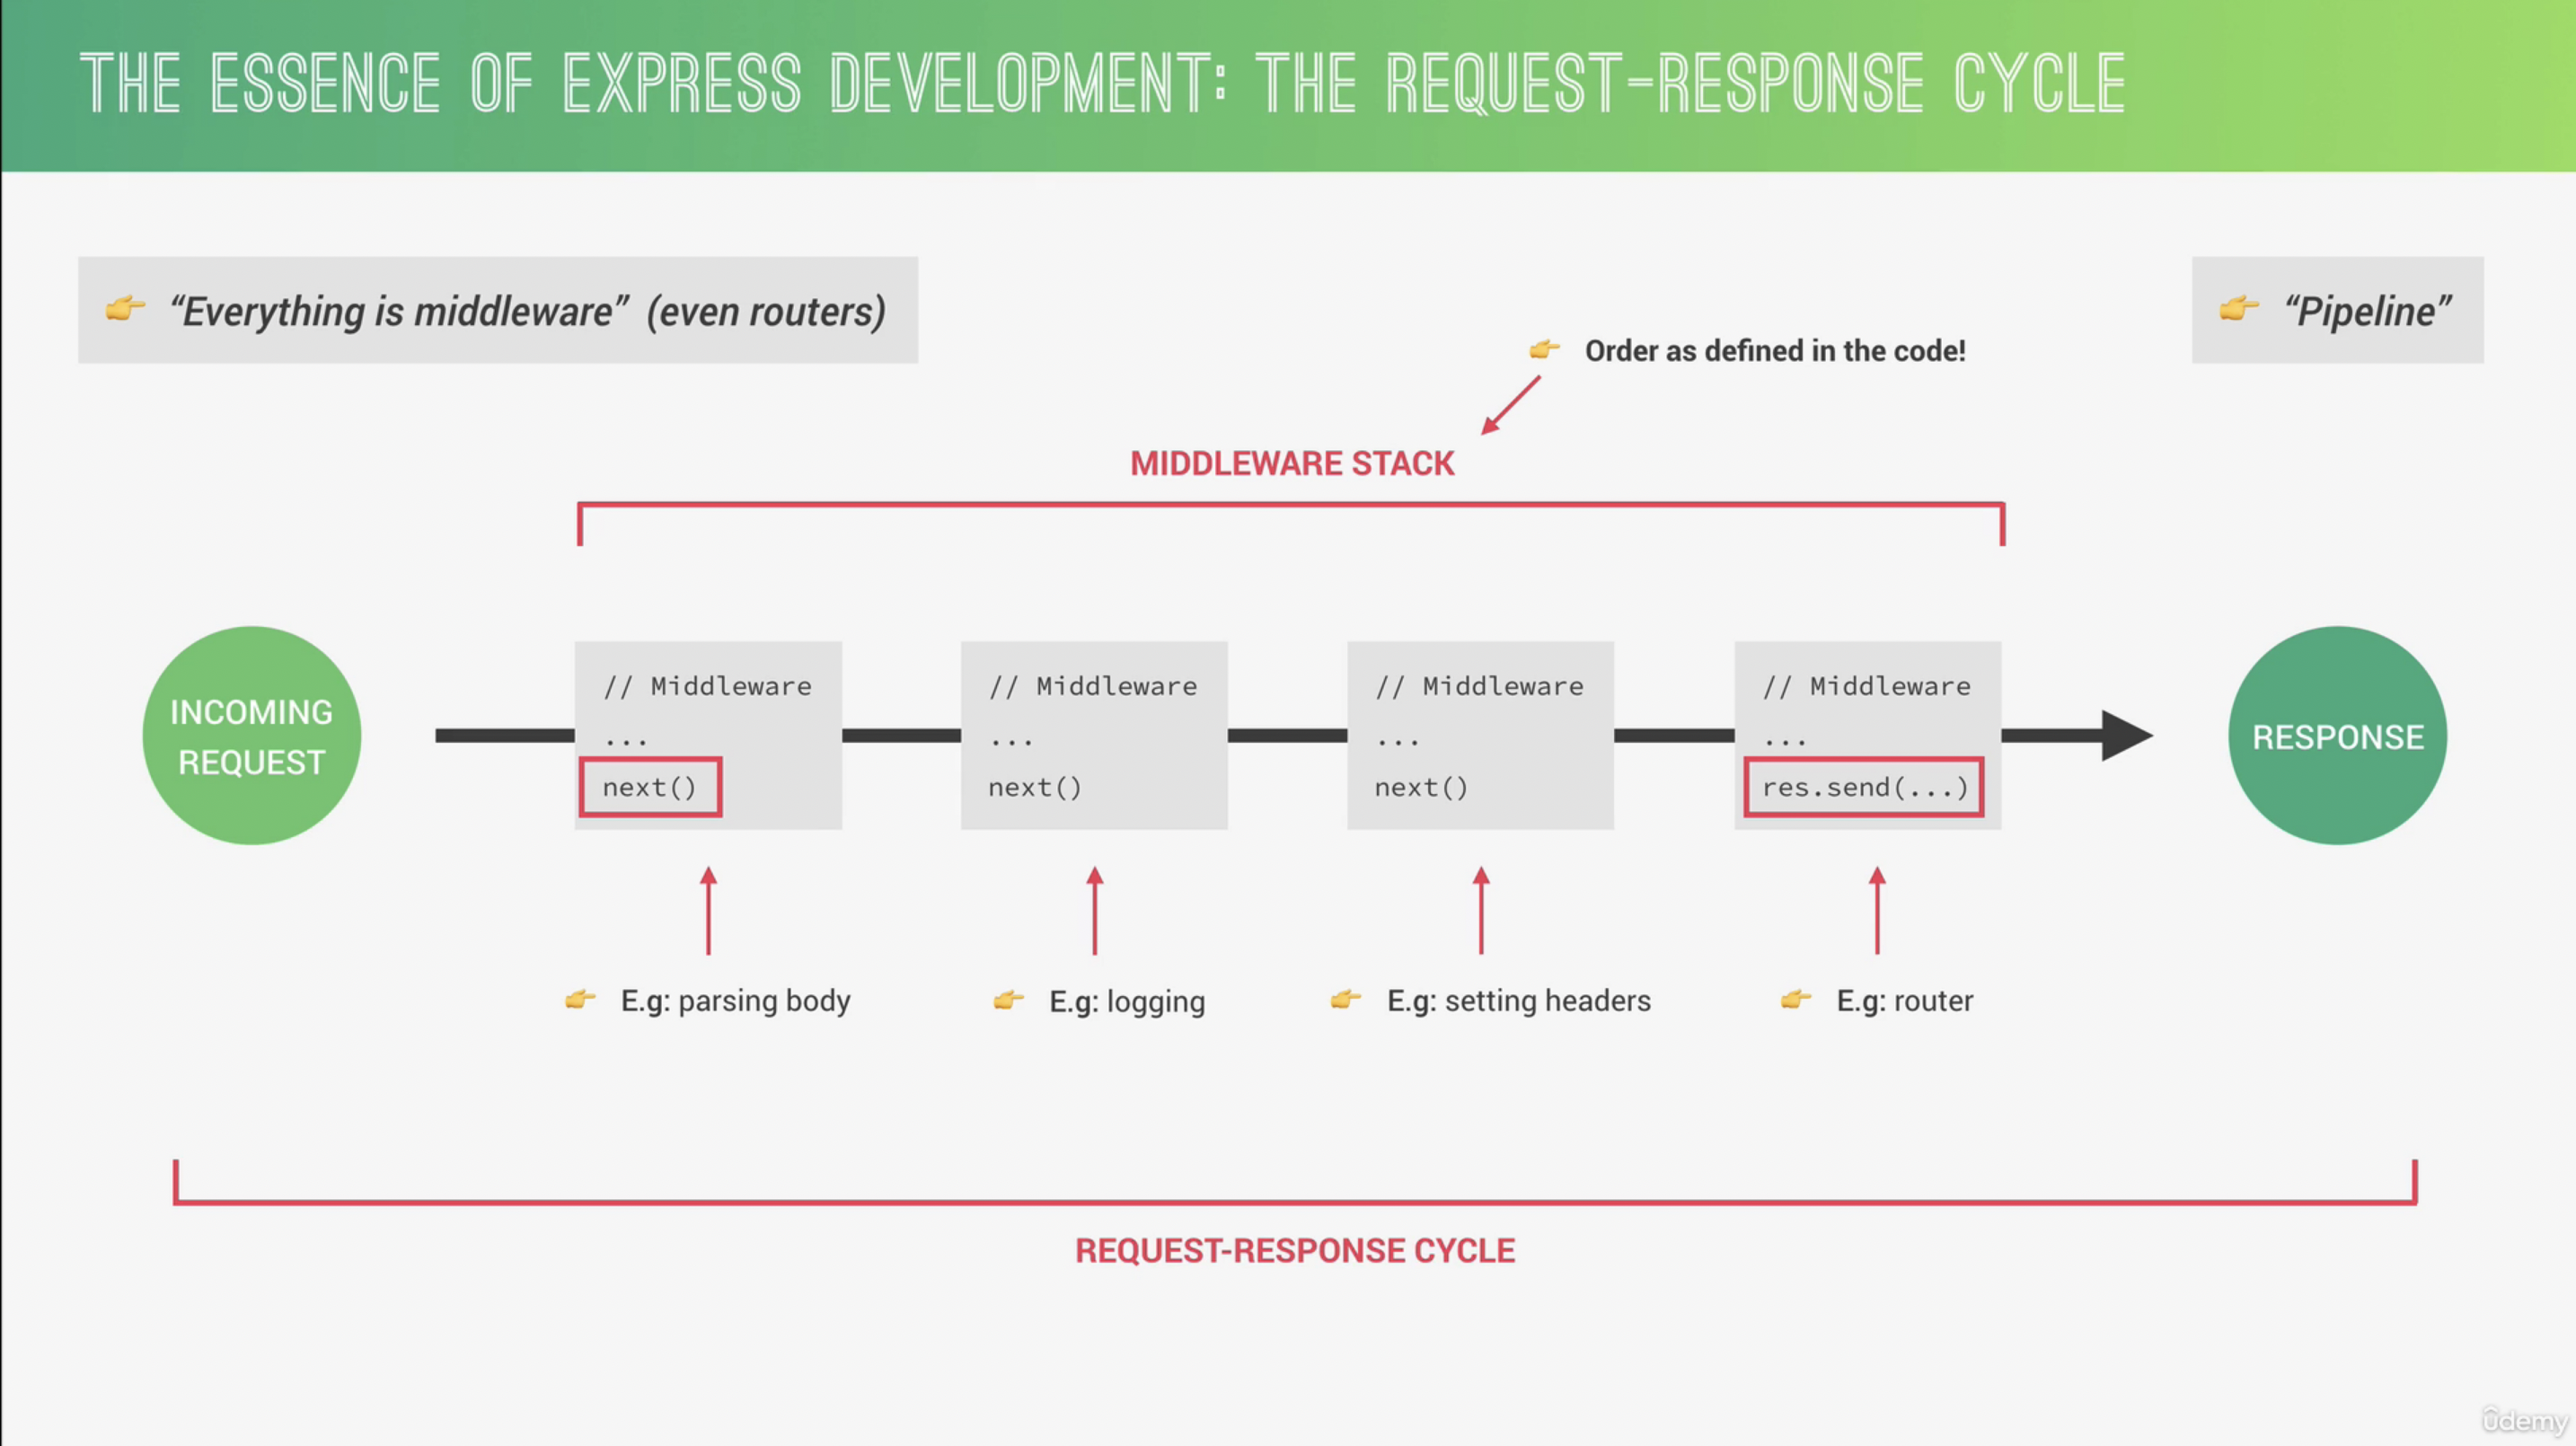 THE ESSENCE OF EXPRESS DEVELOPMENT: THE REQUEST-RESPONSE CYCLE
👉 “Everything is middleware” (even routers)
👉 “Pipeline”
👉 Order as defined in the code!
MIDDLEWARE STACK
INCOMING
REQUEST
// Middleware
...
next()
// Middleware
...
next()
// Middleware
...
next()
// Middleware
...
res.send(...)
RESPONSE
👉 E.g: parsing body
👉 E.g: logging
👉 E.g: setting headers
👉 E.g: router
REQUEST-RESPONSE CYCLE
ûdemy